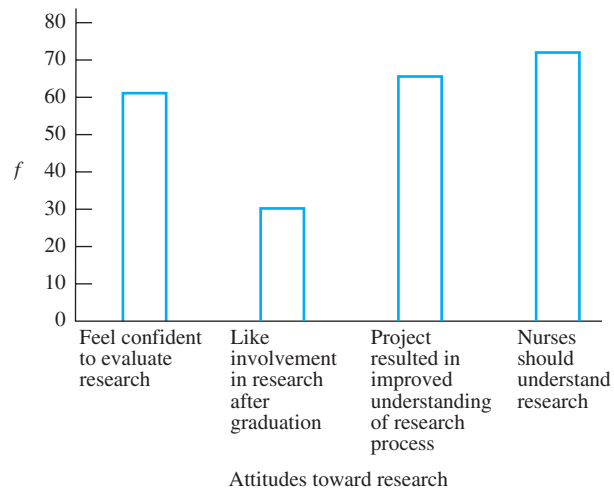 80
70
60
50
f
40
30
20
10
0
Feel confident
to evaluate
research
Like
involvement
in research
after
graduation
Project
resulted in
improved
understanding
of research
process
Nurses
should
understand
research
Attitudes toward research